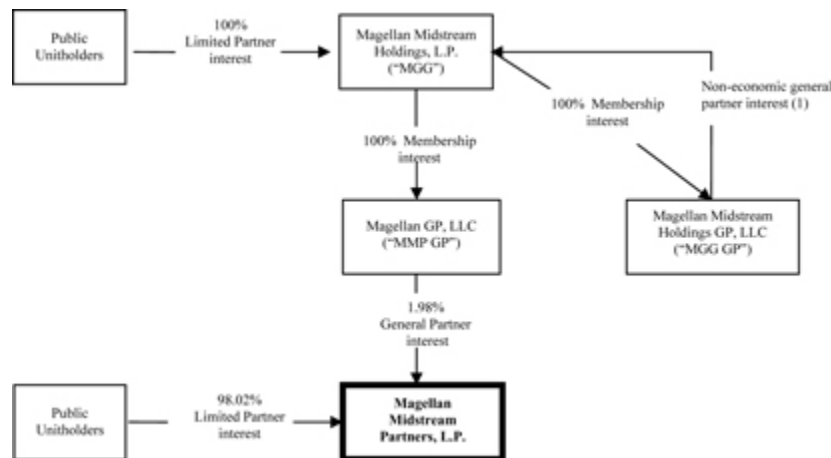 100%
Limited Partner
interest
Public
Unitholders
Magellan Midstream
Holdings, L.P.
("MGG")
Non-economic general
partner interest (1)
100% Membership
interest
100% Membership
interest
Magellan GP, LLC
("MMP GP")
Magellan Midstream
Holdings GP, LLC
("MGG GP")
1.98%
General Partner
interest
98.02%
Limited Partner
interest
Public
Unitholders
Magellan
Midstream
Partners, L.P.